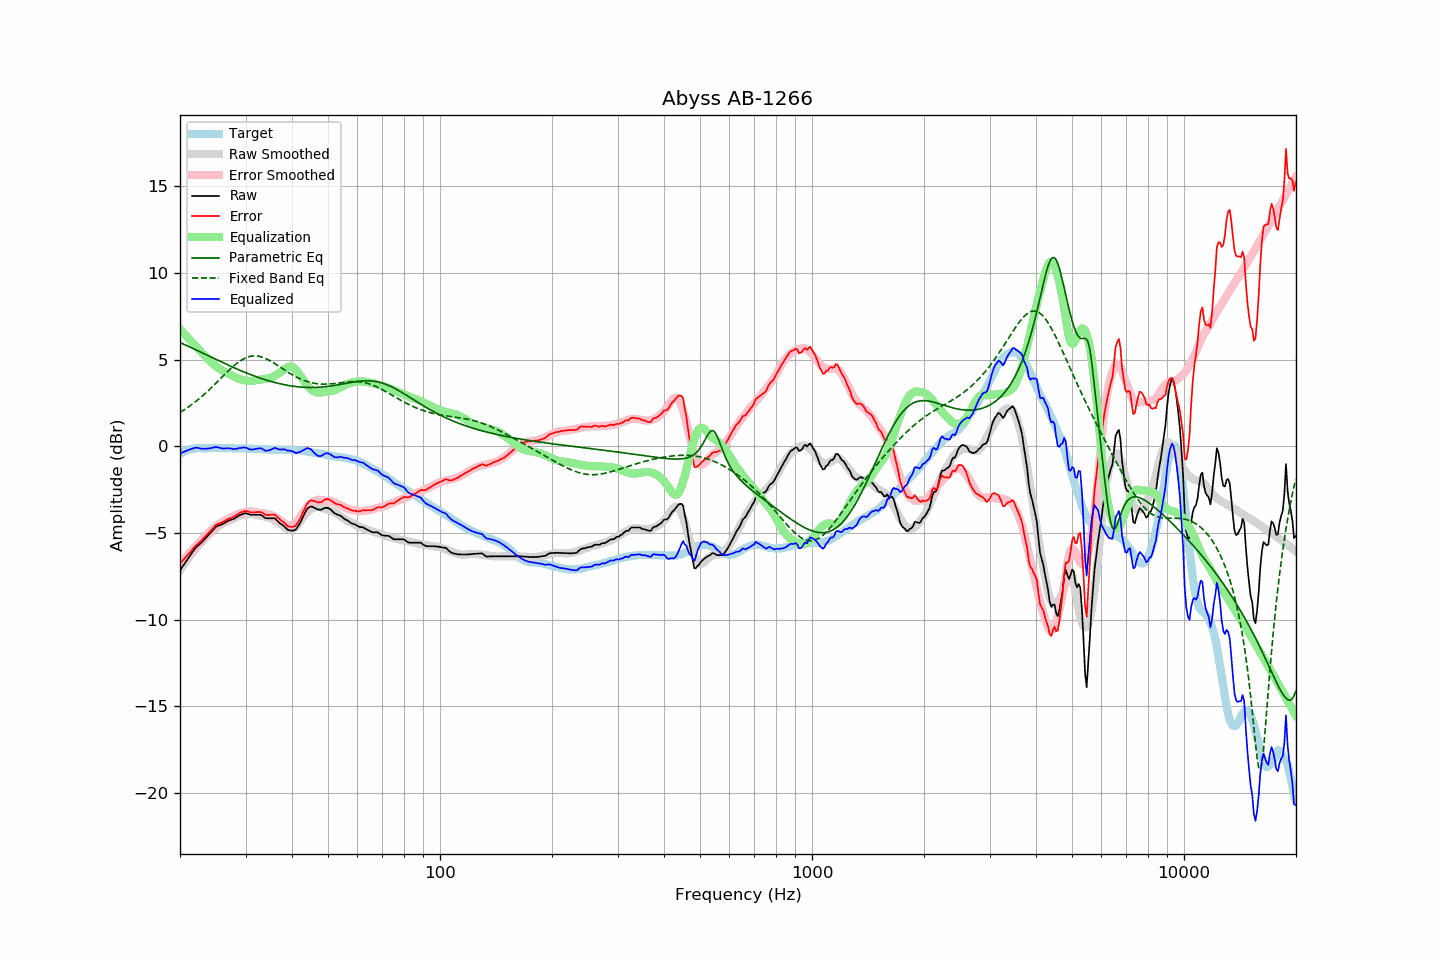 Abyss AB-1266
Target
Raw Smoothed
Error Smoothed
Raw
Error
Equalization
Parametric Eq
Fixed Band Eq
Equalized
15
10
5
0
−5
−10
−15
−20
Amplitude (dBr)
100
1000
10000
Frequency (Hz)